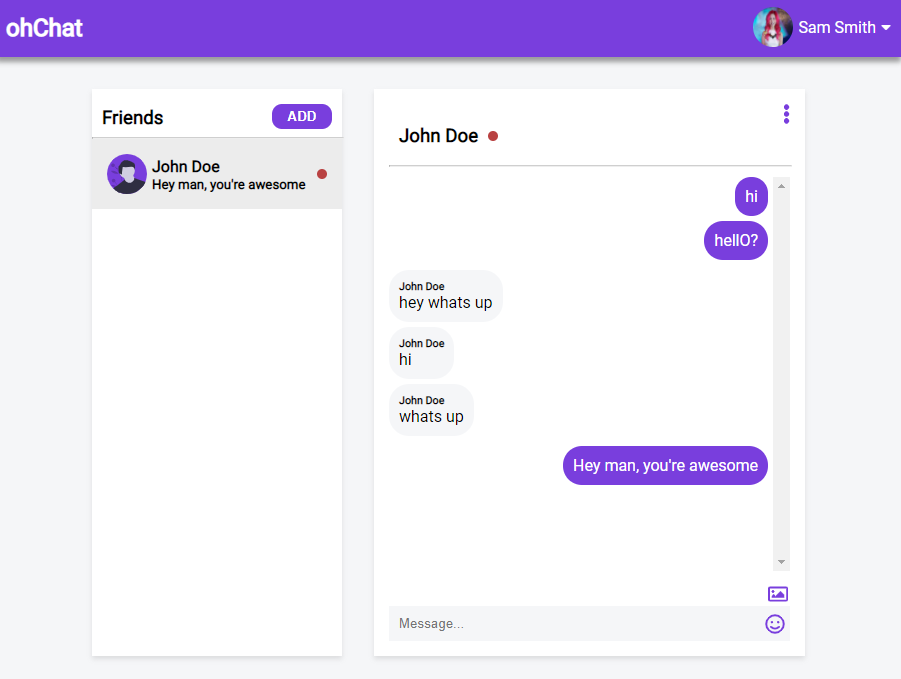 ohChat
Sam Smith
Friends
ADD
John Doe
Hey man, you're awesome
John Doe
hi
hellO?
John Doe
hey whats up
John Doe
hi
John Doe
whats up
Hey man, you're awesome
Message...